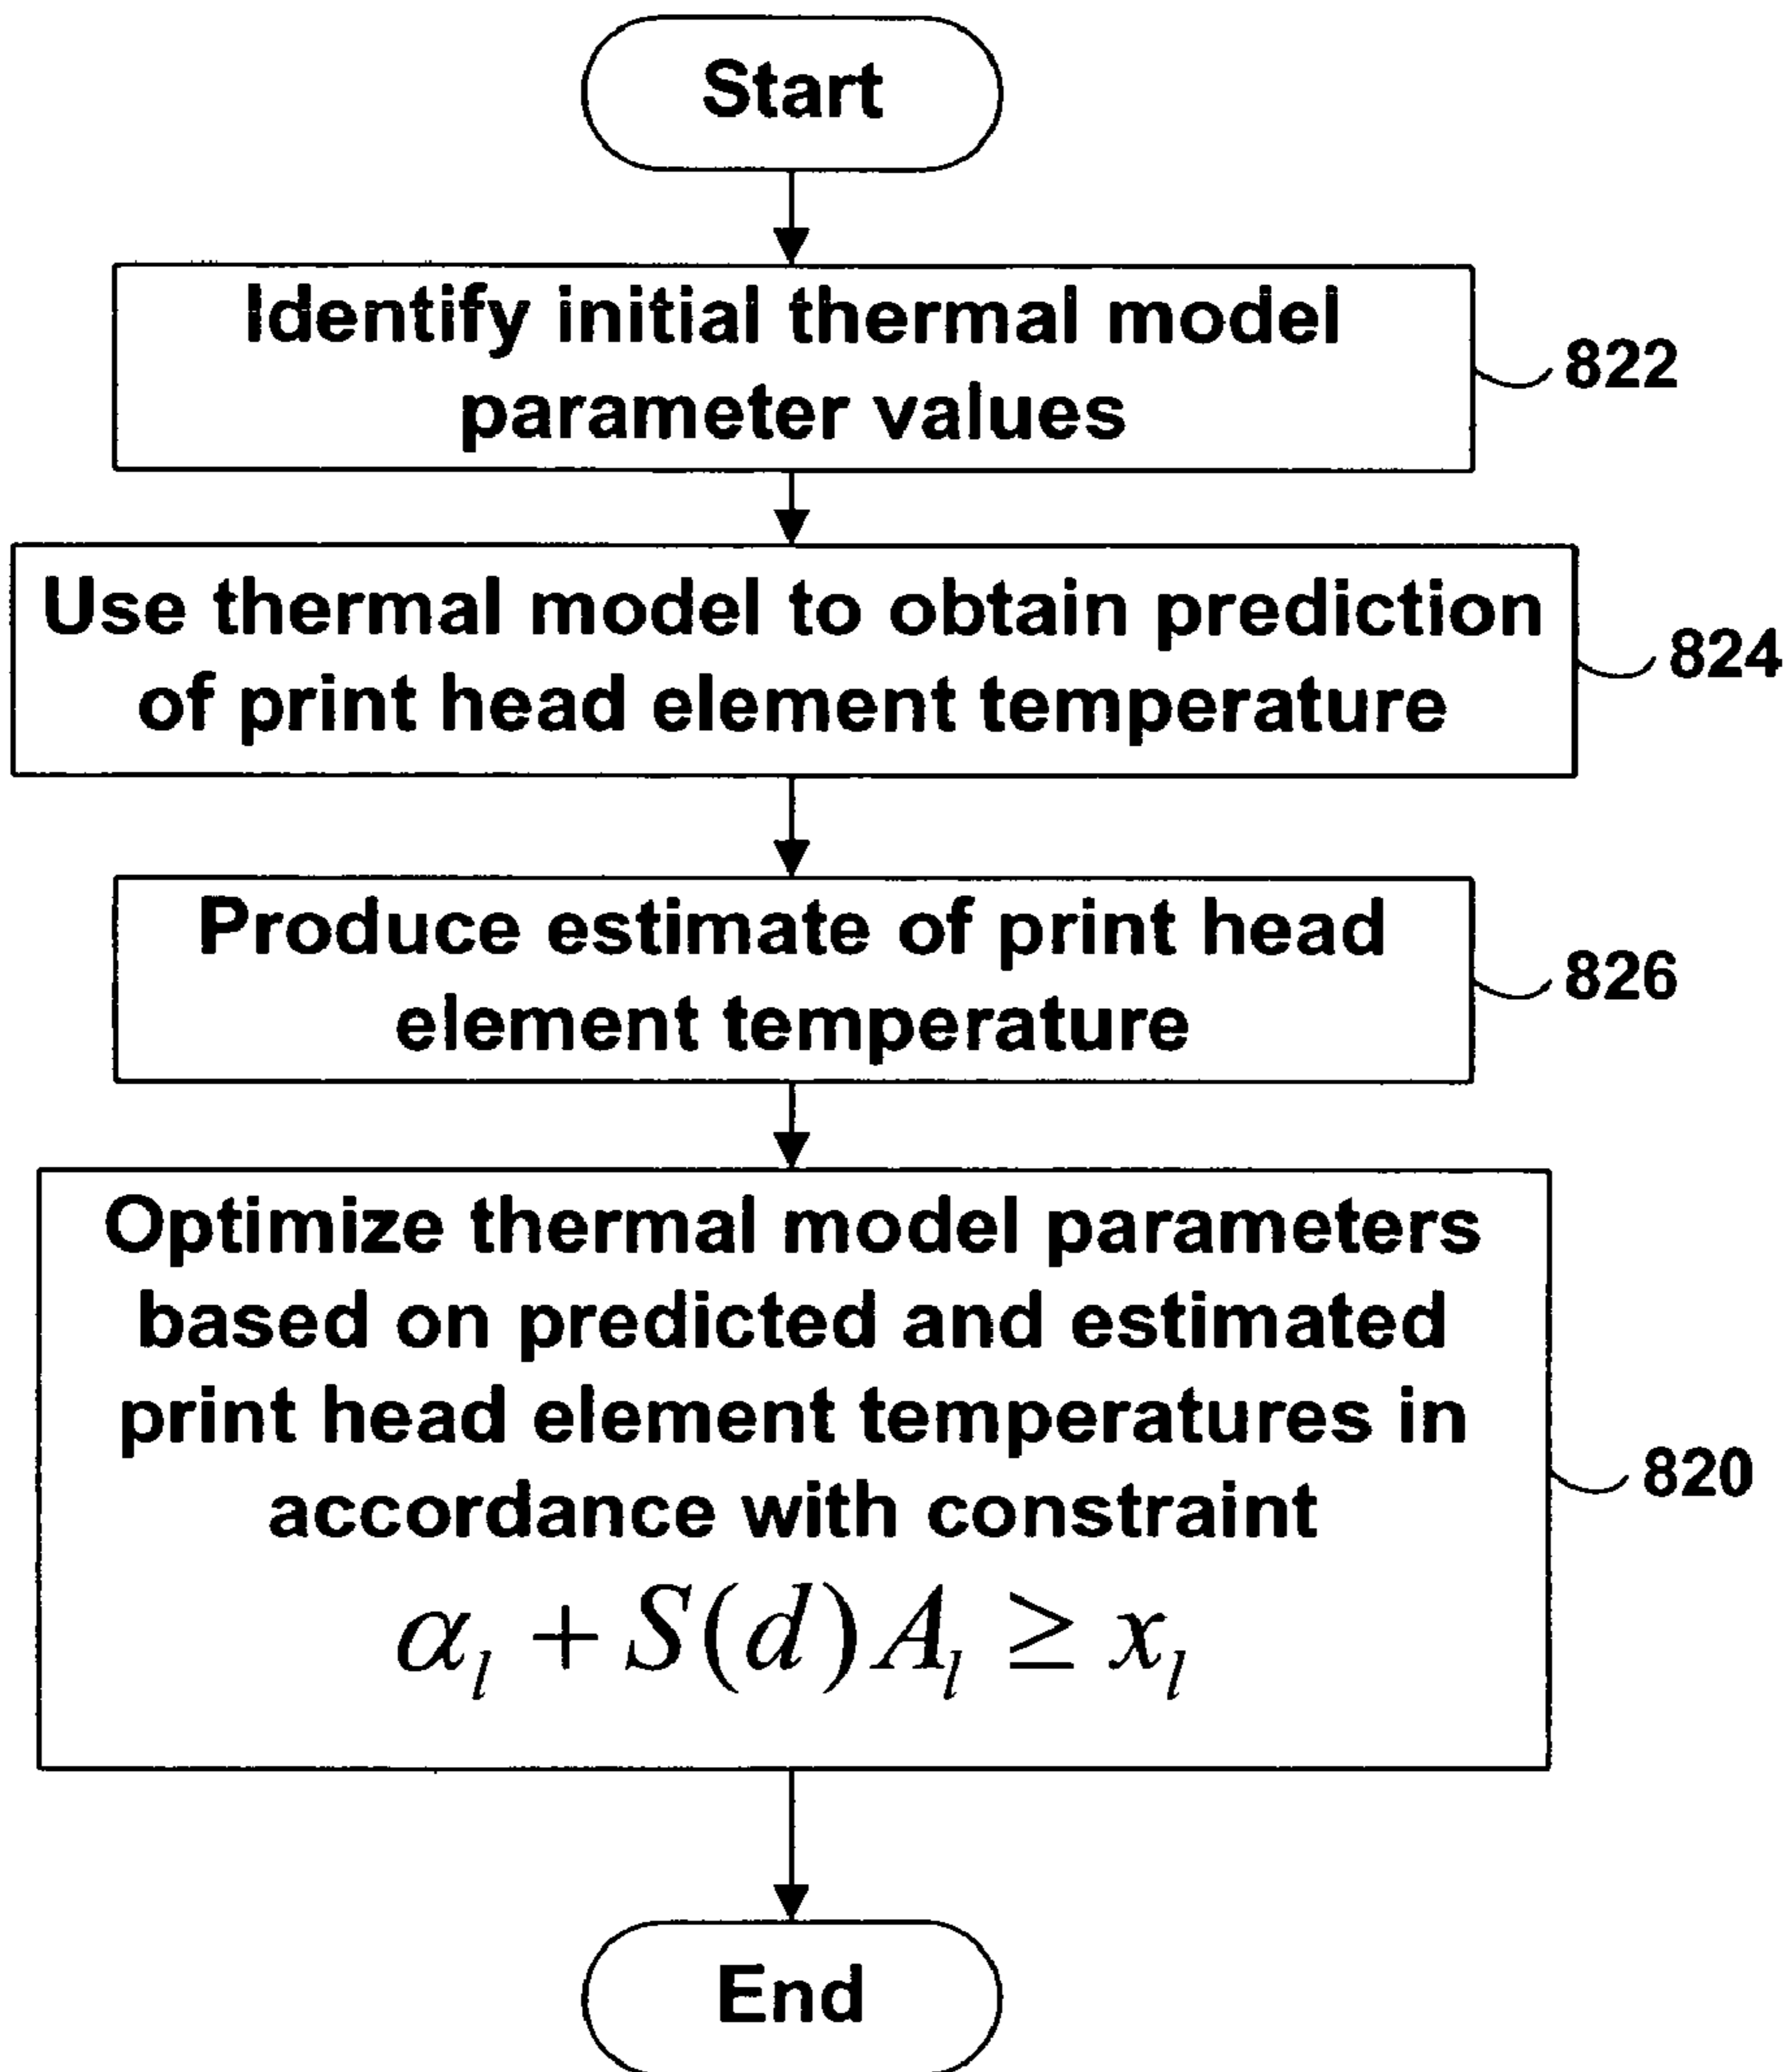 Start
Identify initial thermal model
parameter values
822
Use thermal model to obtain prediction
of print head element temperature
824
Produce estimate of print head
element temperature
826
Optimize thermal model parameters
based on predicted and estimated
print head element temperatures in
accordance with constraint
820
α_l + S(d)A_l ≥ x_l
End